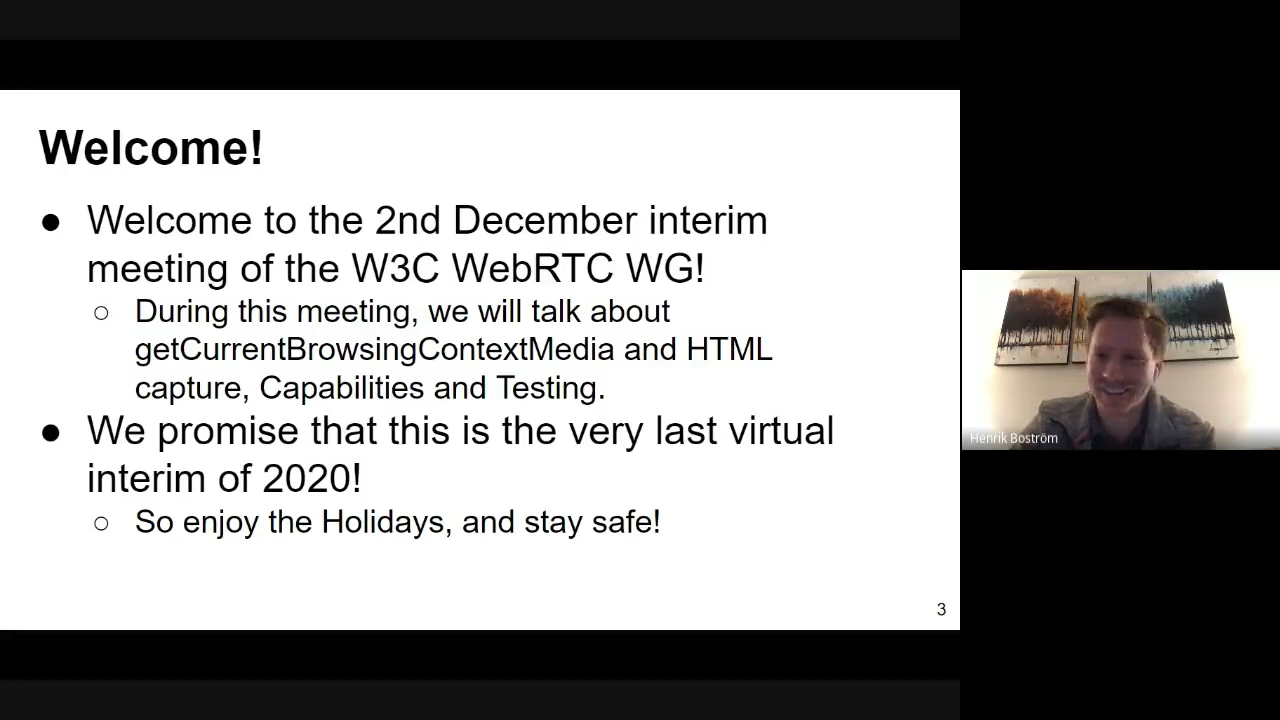 Welcome!
● Welcome to the 2nd December interim
meeting of the W3C WebRTC WG!
○ During this meeting, we will talk about
getCurrentBrowsingContextMedia and HTML
capture, Capabilities and Testing.
● We promise that this is the very last virtual
interim of 2020!
○ So enjoy the Holidays, and stay safe!
3
Henrik Boström